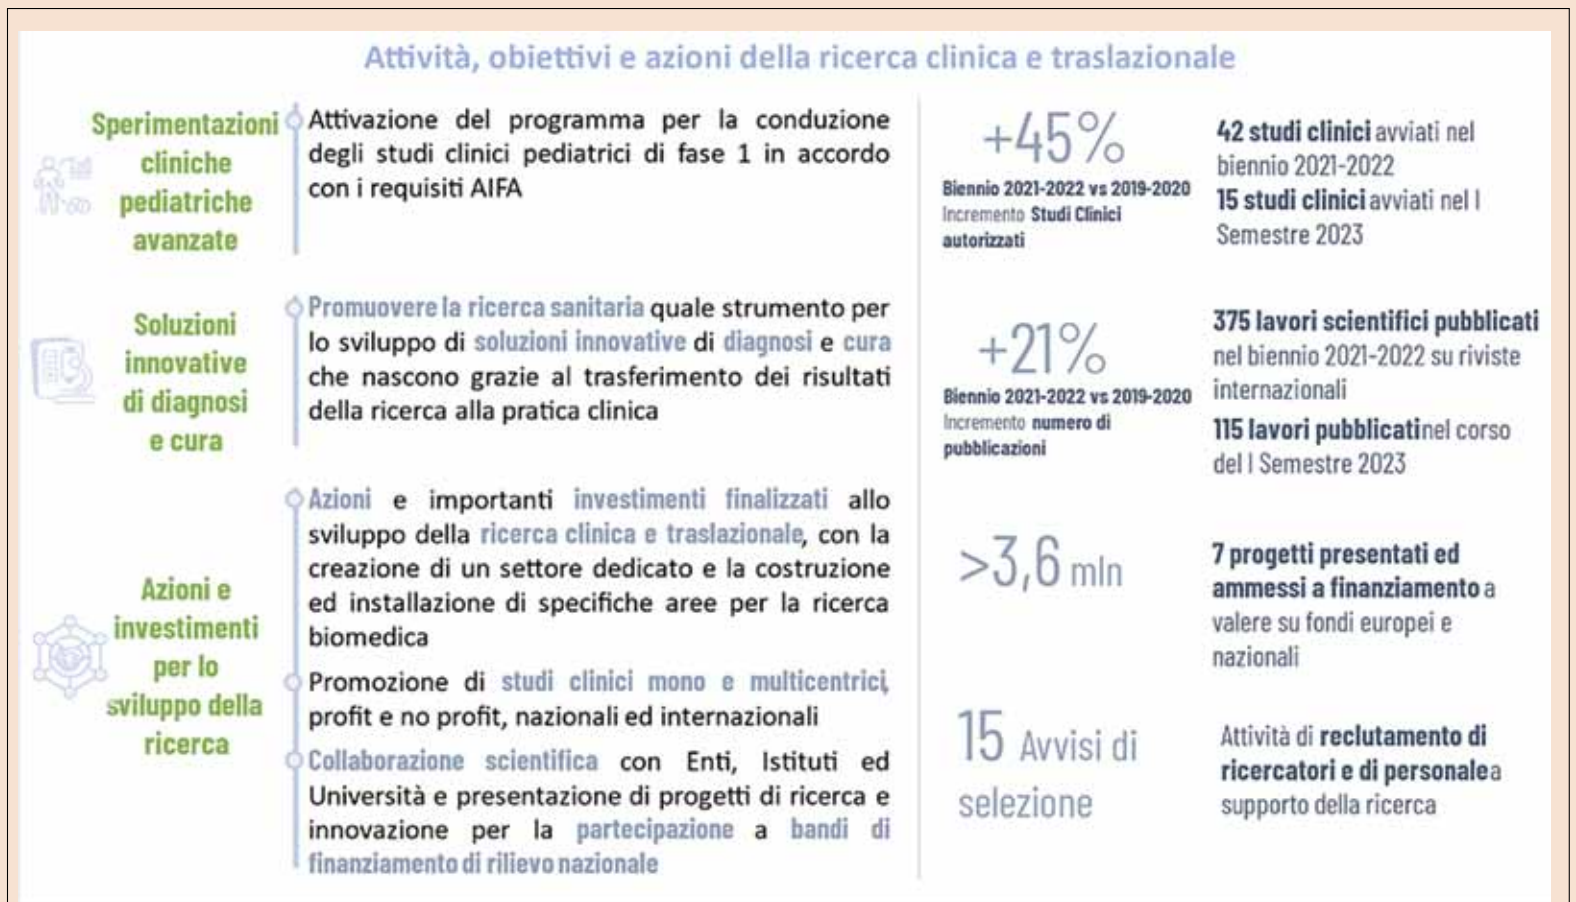 Attività, obiettivi e azioni della ricerca clinica e traslazionale
Sperimentazioni
cliniche
pediatriche
avanzate
Attivazione del programma per la conduzione
degli studi clinici pediatrici di fase 1 in accordo
con i requisiti AIFA
+45%
Biennio 2021-2022 vs 2019-2020
Incremento Studi Clinici
autorizzati
42 studi clinici avviati nel
biennio 2021-2022
15 studi clinici avviati nel I
Semestre 2023
Soluzioni
innovative
di diagnosi
e cura
Promuovere la ricerca sanitaria quale strumento per
lo sviluppo di soluzioni innovative di diagnosi e cura
che nascono grazie al trasferimento dei risultati
della ricerca alla pratica clinica
+21%
Biennio 2021-2022 vs 2019-2020
Incremento numero di
pubblicazioni
375 lavori scientifici pubblicati
nel biennio 2021-2022 su riviste
internazionali
115 lavori pubblicati nel corso
del I Semestre 2023
Azioni e
investimenti
per lo
sviluppo della
ricerca
Azioni e importanti investimenti finalizzati allo
sviluppo della ricerca clinica e traslazionale, con la
creazione di un settore dedicato e la costruzione
ed installazione di specifiche aree per la ricerca
biomedica
Promozione di studi clinici mono e multicentrici,
profit e no profit, nazionali ed internazionali
Collaborazione scientifica con Enti, Istituti ed
Università e presentazione di progetti di ricerca e
innovazione per la partecipazione a bandi di
finanziamento di rilievo nazionale
>3,6 mln
7 progetti presentati ed
ammessi a finanziamento a
valere su fondi europei e
nazionali
15 Avvisi di
selezione
Attività di reclutamento di
ricercatori e di personale a
supporto della ricerca